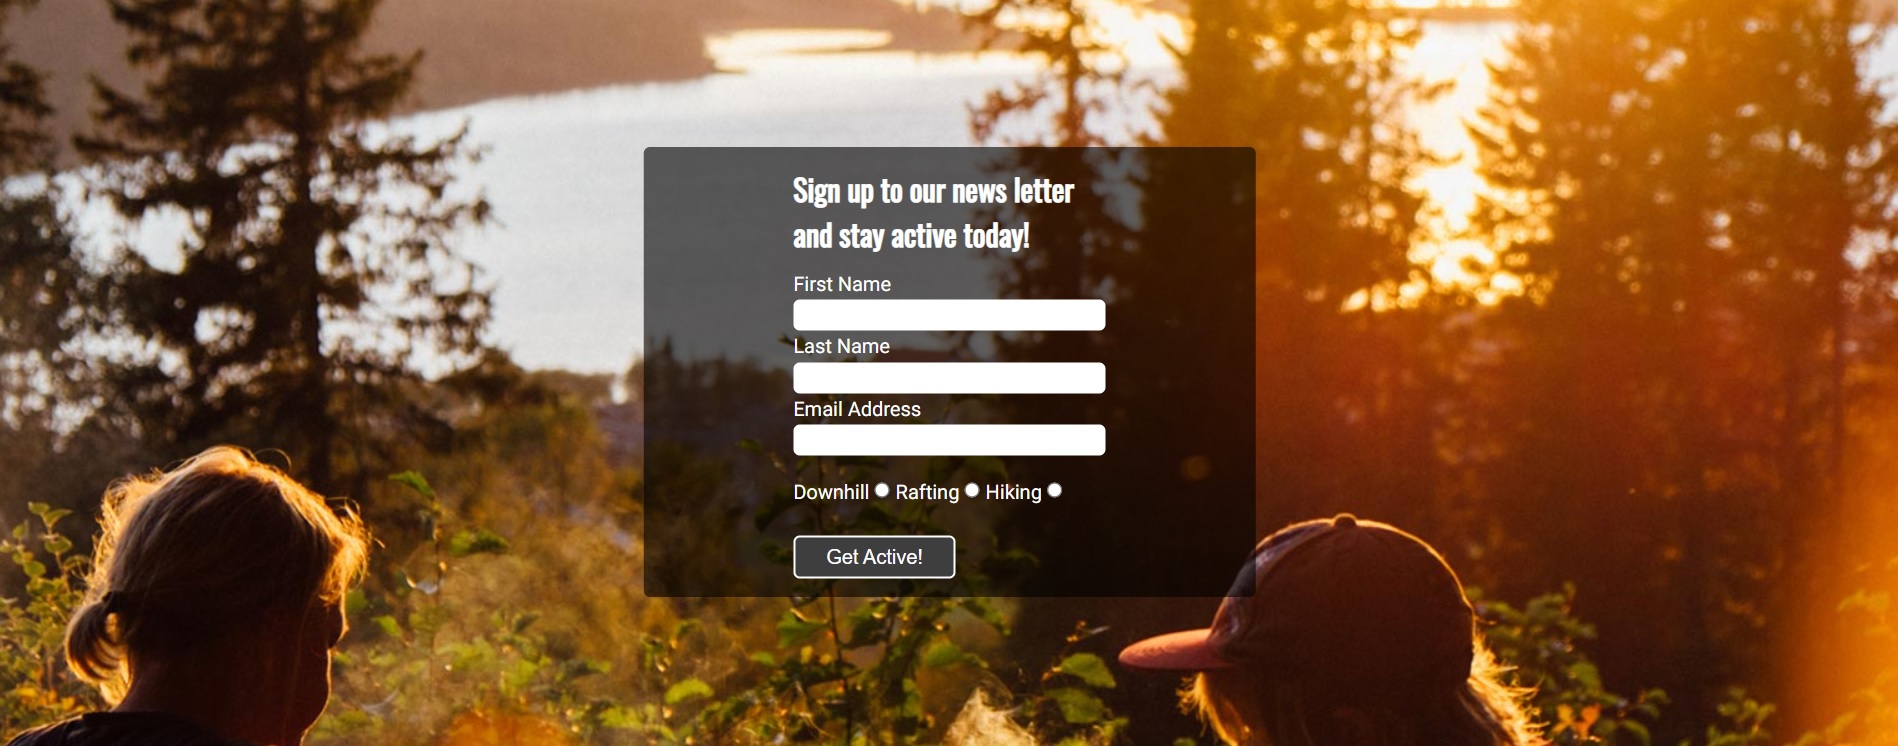 Sign up to our news letter
and stay active today!
First Name
Last Name
Email Address
Downhill Rafting Hiking
Get Active!